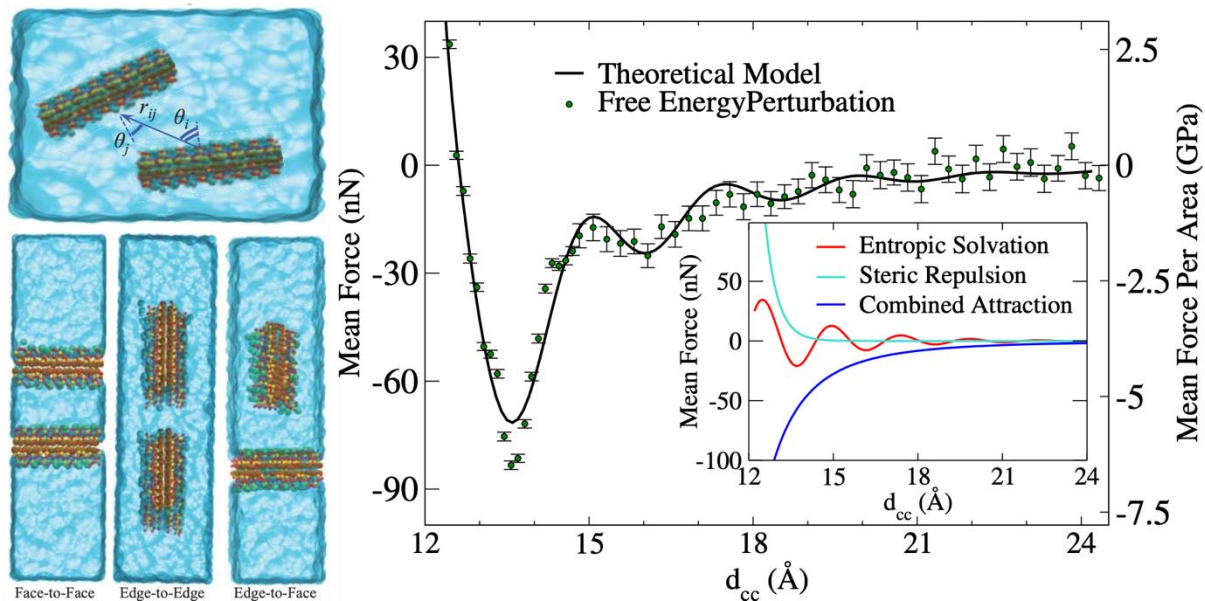 r_ij
θ_i
θ_j
Face-to-Face
Edge-to-Edge
Edge-to-Face
Theoretical Model
Free EnergyPerturbation
Mean Force (nN)
30
0
-30
-60
-90
12
15
18
21
24
d_cc (Å)
2.5
0
-2.5
-5
-7.5
Mean Force Per Area (GPa)
Entropic Solvation
Steric Repulsion
Combined Attraction
Mean Force (nN)
50
0
-50
-100
12
15
18
21
24
d_cc (Å)